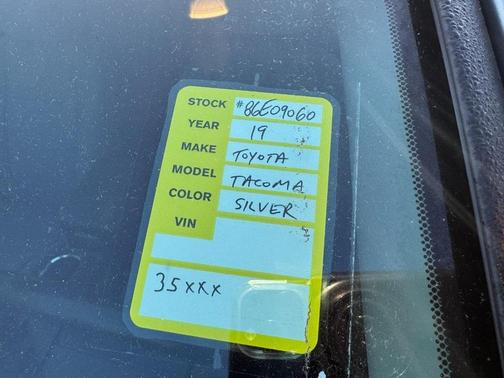 STOCK #86E09060
YEAR 19
MAKE TOYOTA
MODEL TACOMA
COLOR SILVER
VIN
35xxx